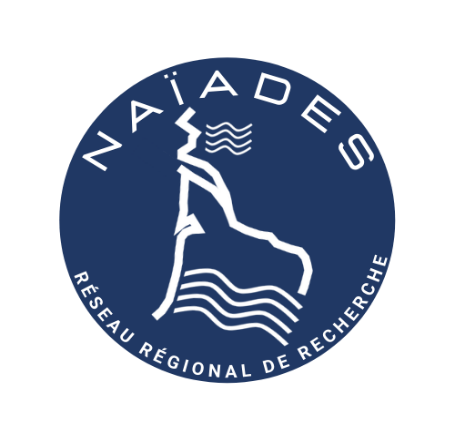 NAÏADES
RÉSEAU RÉGIONAL DE RECHERCHE